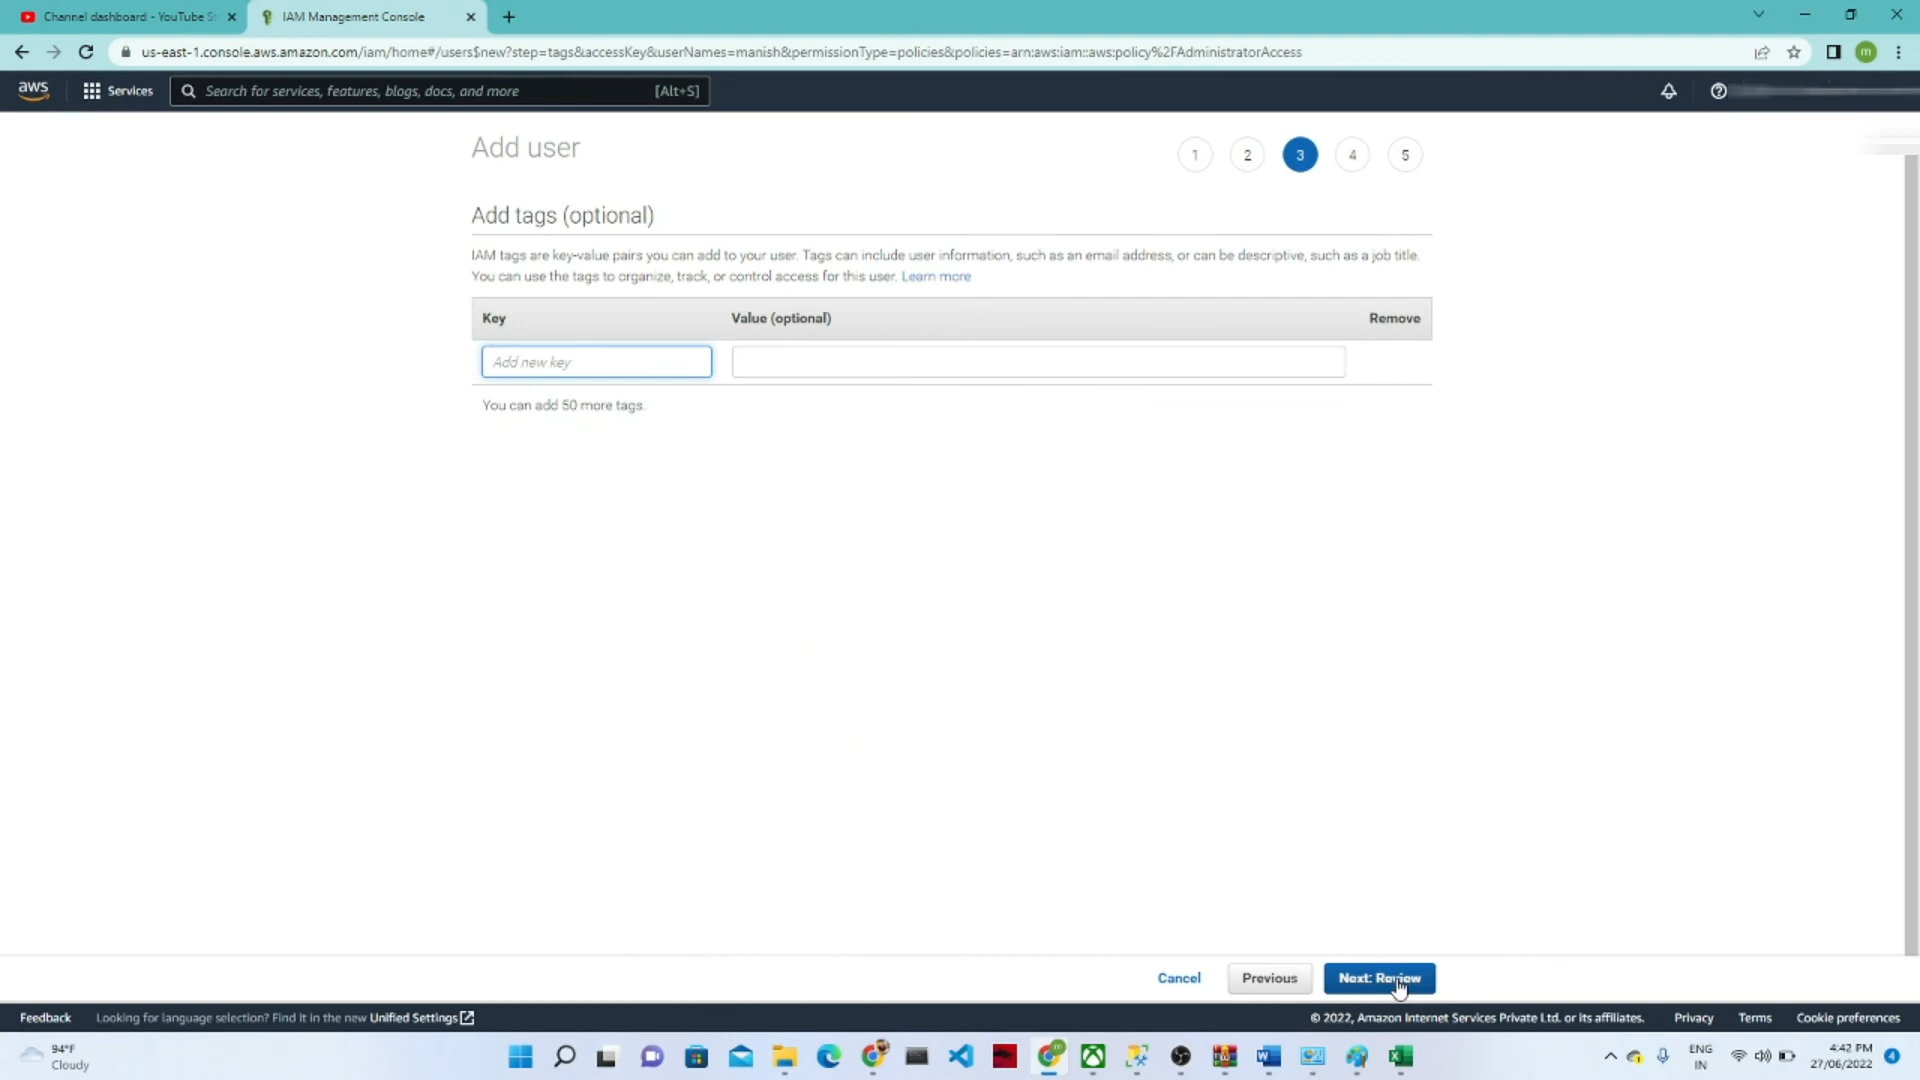 Channel dashboard - YouTube St
IAM Management Console
us-east-1.console.aws.amazon.com/iam/home#/users$new?step=tags&accessKey&userNames=manish&permissionType=policies&policies=arn:aws:iam::aws:policy%2FAdministratorAccess
m
aws
Services
Search for services, features, blogs, docs, and more
[Alt+S]
Add user
1
2
3
4
5
Add tags (optional)
IAM tags are key-value pairs you can add to your user. Tags can include user information, such as an email address, or can be descriptive, such as a job title.
You can use the tags to organize, track, or control access for this user. Learn more
Key
Value (optional)
Remove
Add new key
You can add 50 more tags.
Cancel
Previous
Next: Review
Feedback
Looking for language selection? Find it in the new Unified Settings
© 2022, Amazon Internet Services Private Ltd. or its affiliates.
Privacy
Terms
Cookie preferences
94°F
Cloudy
ENG
IN
4:42 PM
27/06/2022
4